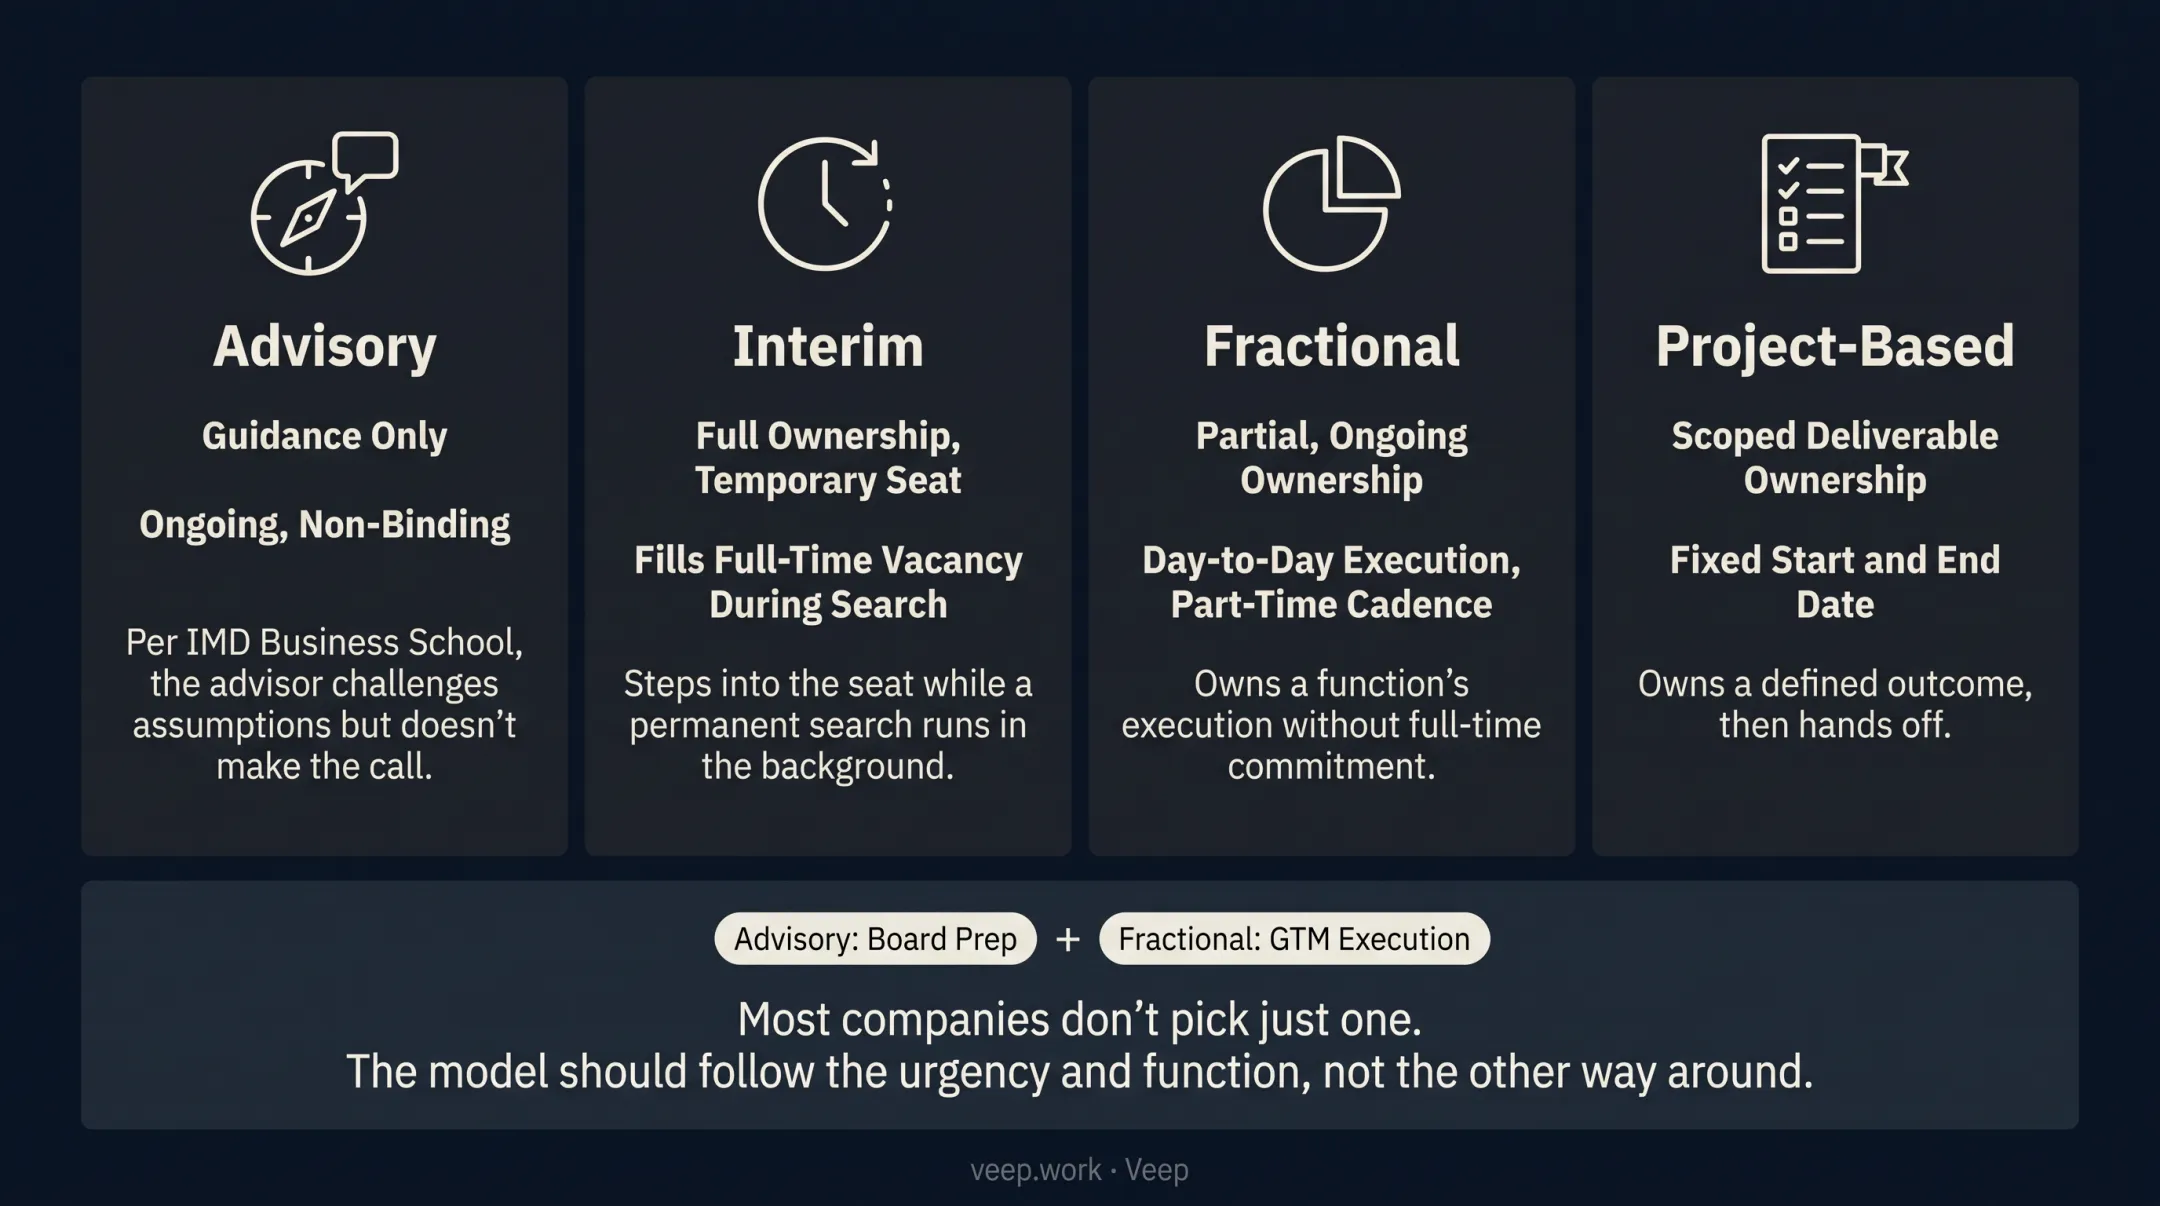 Advisory
Guidance Only
Ongoing, Non-Binding
Per IMD Business School,
the advisor challenges
assumptions but doesn’t
make the call.
Interim
Full Ownership,
Temporary Seat
Fills Full-Time Vacancy
During Search
Steps into the seat while a
permanent search runs in
the background.
Fractional
Partial, Ongoing
Ownership
Day-to-Day Execution,
Part-Time Cadence
Owns a function’s
execution without full-time
commitment.
Project-Based
Scoped Deliverable
Ownership
Fixed Start and End
Date
Owns a defined outcome,
then hands off.
Advisory: Board Prep + Fractional: GTM Execution
Most companies don’t pick just one.
The model should follow the urgency and function, not the other way around.
veep.work · Veep